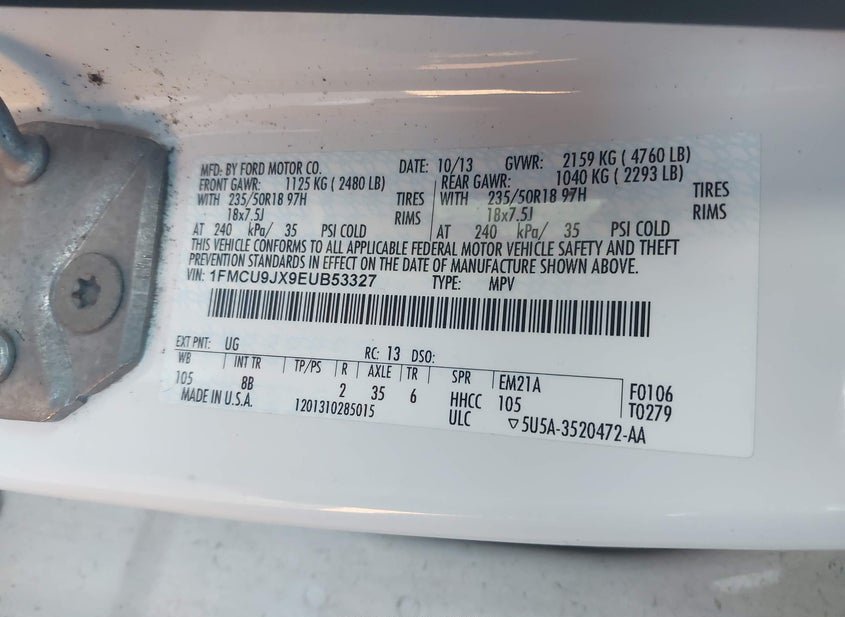 MFD. BY FORD MOTOR CO. DATE: 10/13 GVWR: 2159 KG ( 4760 LB)
FRONT GAWR: 1125 KG ( 2480 LB) REAR GAWR: 1040 KG ( 2293 LB)
WITH 235/50R18 97H TIRES WITH 235/50R18 97H TIRES
18x7.5J RIMS 18x7.5J RIMS
AT 240 kPa/ 35 PSI COLD AT 240 kPa/ 35 PSI COLD
THIS VEHICLE CONFORMS TO ALL APPLICABLE FEDERAL MOTOR VEHICLE SAFETY AND THEFT
PREVENTION STANDARDS IN EFFECT ON THE DATE OF MANUFACTURE SHOWN ABOVE.
VIN: 1FMCU9JX9EUB53327 TYPE: MPV
EXT PNT: UG RC: 13 DSO:
WB INT TR TP/PS R AXLE TR SPR EM21A F0106
105 8B 2 35 6 HHCC 105 T0279
MADE IN U.S.A. 1201310285015 ULC ▽5U5A-3520472-AA